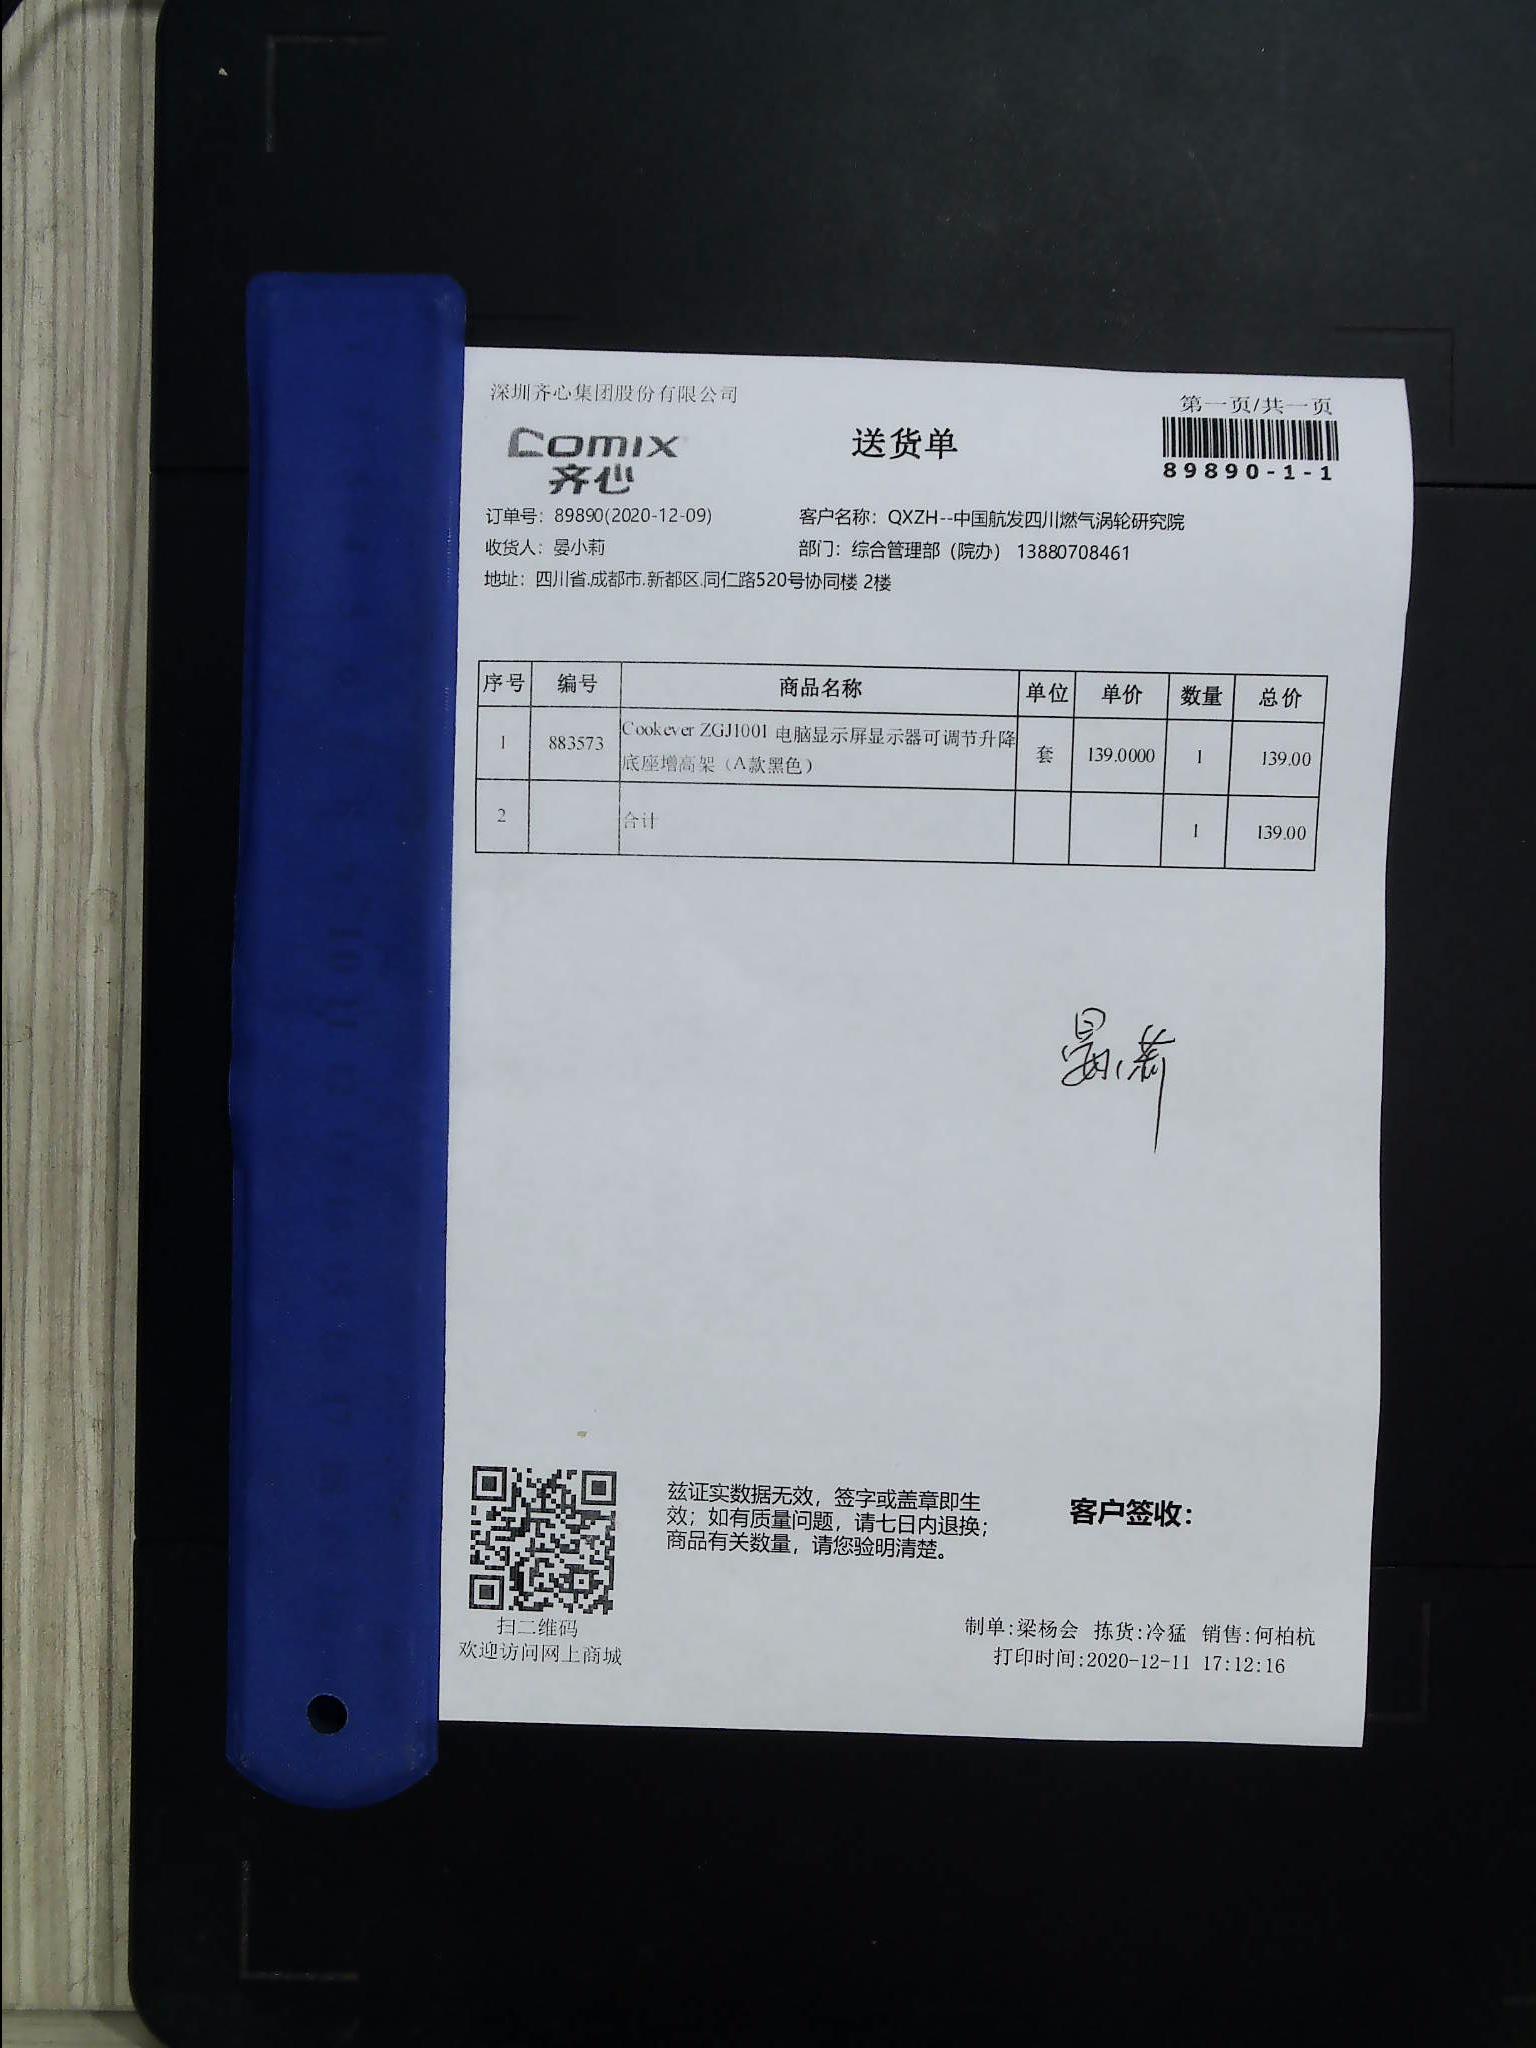 深圳齐心集团股份有限公司
第一页/共一页
COMIX
齐心
送货单
89890-1-1
订单号：89890(2020-12-09)
客户名称：QXZH--中国航发四川燃气涡轮研究院
收货人：晏小莉
部门：综合管理部（院办） 13880708461
地址：四川省.成都市.新都区.同仁路520号协同楼 2楼
序号 编号 商品名称 单位 单价 数量 总价
1 883573 Cookever ZGJ1001 电脑显示屏显示器可调节升降底座增高架（A款黑色） 套 139.0000 1 139.00
2 合计 1 139.00
晏小莉
兹证实数据无效，签字或盖章即生
效；如有质量问题，请七日内退换；
商品有关数量，请您验明清楚。
客户签收：
扫二维码
欢迎访问网上商城
制单:梁杨会 拣货:冷猛 销售:何柏杭
打印时间:2020-12-11 17:12:16